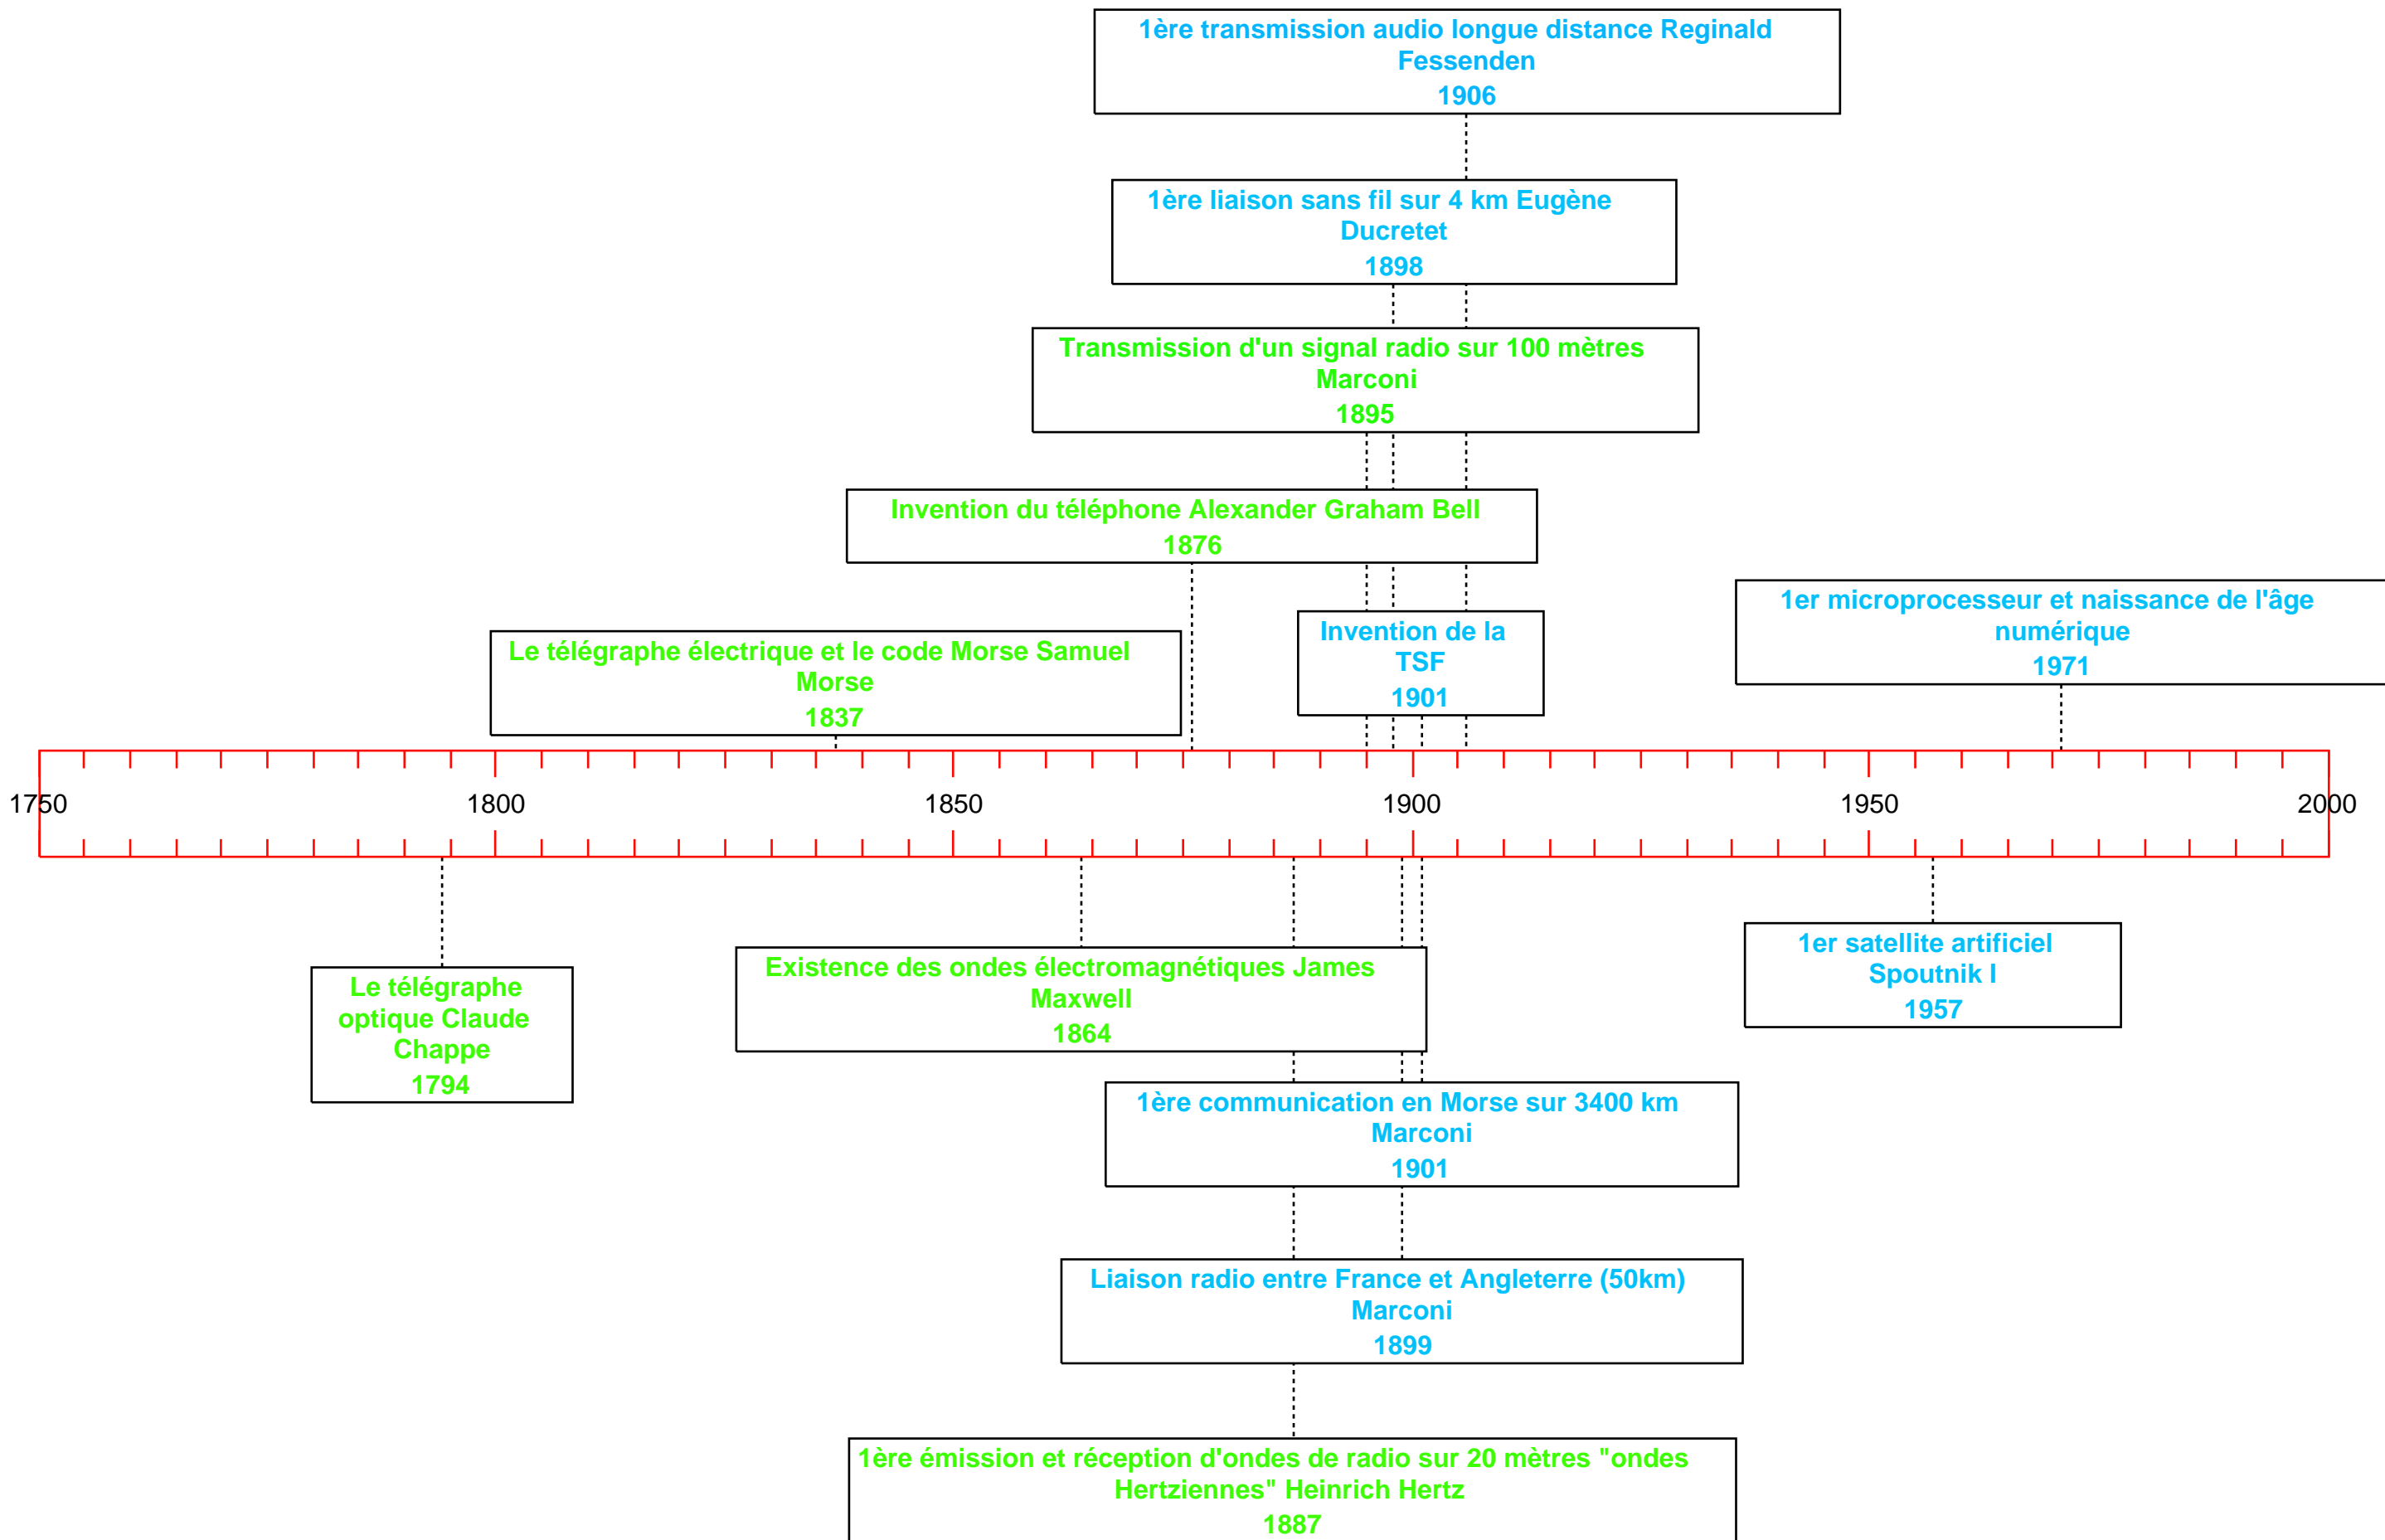 1ère transmission audio longue distance Reginald
Fessenden
1906
1ère liaison sans fil sur 4 km Eugène
Ducretet
1898
Transmission d'un signal radio sur 100 mètres
Marconi
1895
Invention du téléphone Alexander Graham Bell
1876
1er microprocesseur et naissance de l'âge
numérique
1971
Invention de la
TSF
1901
Le télégraphe électrique et le code Morse Samuel
Morse
1837
1750 1800 1850 1900 1950 2000
1er satellite artificiel
Spoutnik I
1957
Existence des ondes électromagnétiques James
Maxwell
1864
Le télégraphe
optique Claude
Chappe
1794
1ère communication en Morse sur 3400 km
Marconi
1901
Liaison radio entre France et Angleterre (50km)
Marconi
1899
1ère émission et réception d'ondes de radio sur 20 mètres "ondes
Hertziennes" Heinrich Hertz
1887